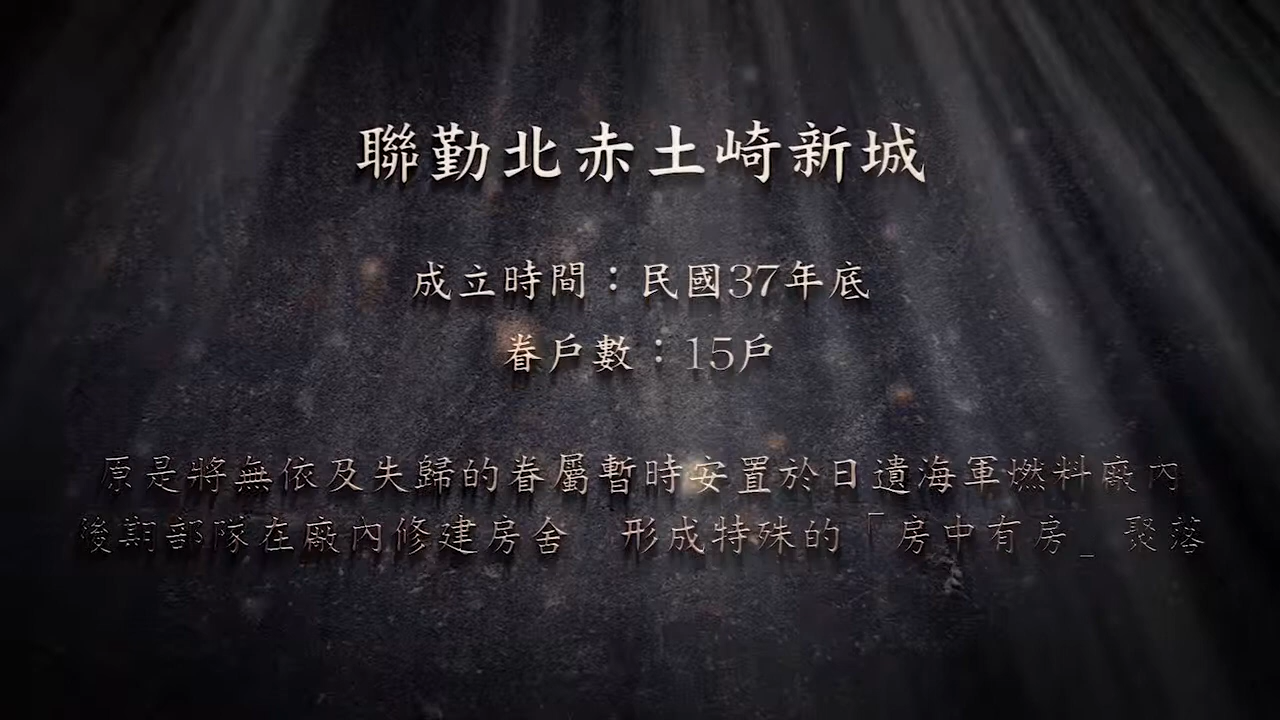 聯勤北赤土崎新城
成立時間：民國37年底
眷戶數：15戶
原是將無依及失歸的眷屬暫時安置於日遺海軍燃料廠內
後期部隊在廠內修建房舍　形成特殊的「房中有房」聚落